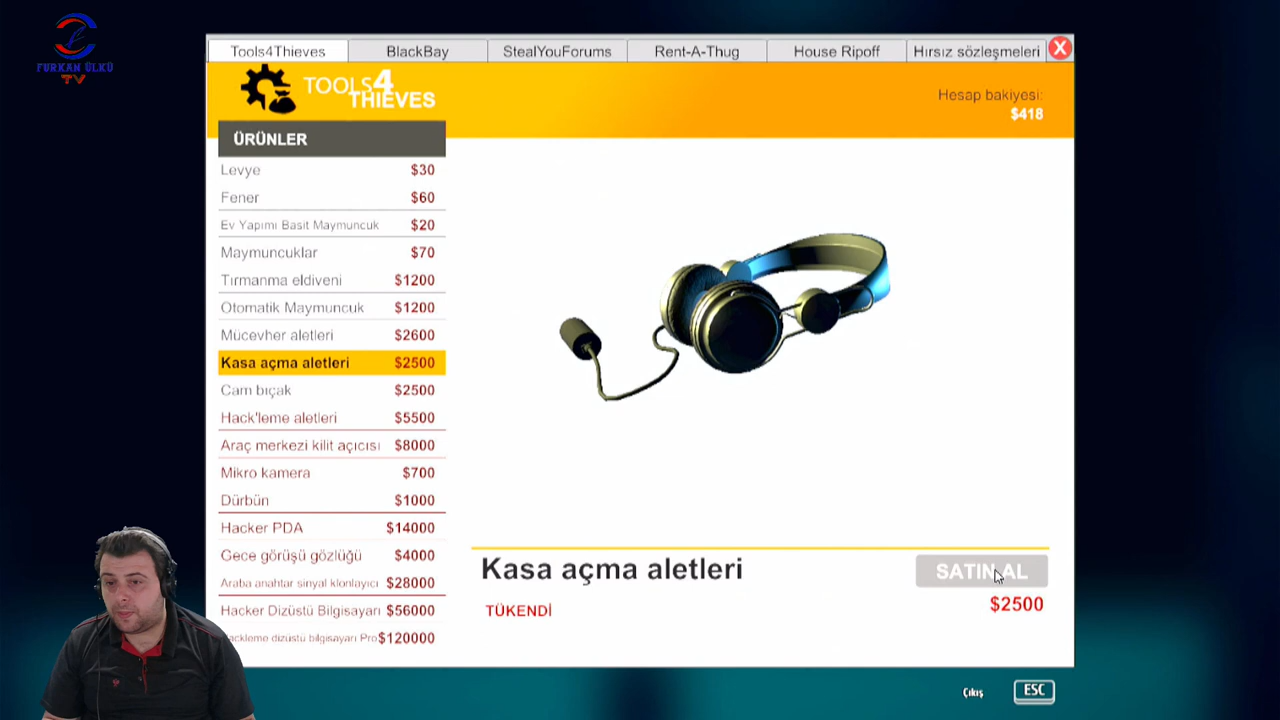 FURKAN ÜLKÜ
TV
Tools4Thieves
BlackBay
StealYouForums
Rent-A-Thug
House Ripoff
Hırsız sözleşmeleri
X
TOOLS4
THIEVES
Hesap bakiyesi:
$418
ÜRÜNLER
Levye $30
Fener $60
Ev Yapımı Basit Maymuncuk $20
Maymuncuklar $70
Tırmanma eldiveni $1200
Otomatik Maymuncuk $1200
Mücevher aletleri $2600
Kasa açma aletleri $2500
Cam bıçak $2500
Hack'leme aletleri $5500
Araç merkezi kilit açıcısı $8000
Mikro kamera $700
Dürbün $1000
Hacker PDA $14000
Gece görüşü gözlüğü $4000
Araba anahtar sinyal klonlayıcı $28000
Hacker Dizüstü Bilgisayarı $56000
dizüstü bilgisayarı Pro $120000
Kasa açma aletleri
SATIN AL
TÜKENDİ
$2500
Çıkış
ESC